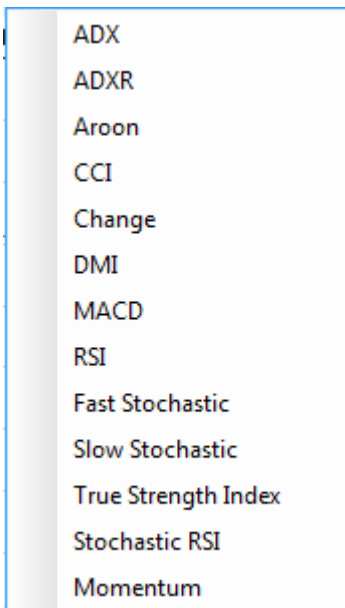 ADX
ADXR
Aroon
CCI
Change
DMI
MACD
RSI
Fast Stochastic
Slow Stochastic
True Strength Index
Stochastic RSI
Momentum